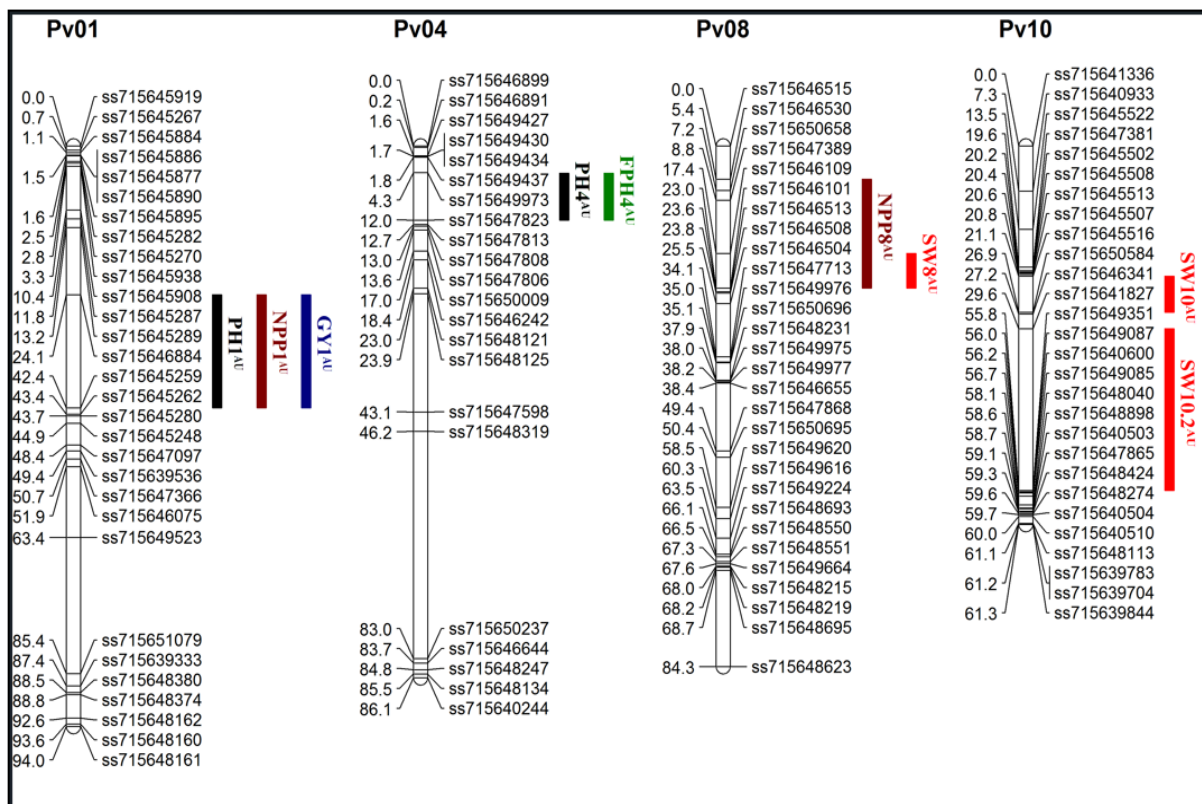 Pv01
0.0 ss715645919
0.7 ss715645267
1.1 ss715645884
ss715645886
1.5 ss715645877
ss715645890
1.6 ss715645895
2.5 ss715645282
2.8 ss715645270
3.3 ss715645938
10.4 ss715645908
11.8 ss715645287
13.2 ss715645289
24.1 ss715646884
42.4 ss715645259
43.4 ss715645262
43.7 ss715645280
44.9 ss715645248
48.4 ss715647097
49.4 ss715639536
50.7 ss715647366
51.9 ss715646075
63.4 ss715649523
85.4 ss715651079
87.4 ss715639333
88.5 ss715648380
88.8 ss715648374
92.6 ss715648162
93.6 ss715648160
94.0 ss715648161
PH1AU
NPP1AU
GY1AU
Pv04
0.0 ss715646899
0.2 ss715646891
1.6 ss715649427
ss715649430
1.7
ss715649434
1.8 ss715649437
4.3 ss715649973
12.0 ss715647823
12.7 ss715647813
13.0 ss715647808
13.6 ss715647806
17.0 ss715650009
18.4 ss715646242
23.0 ss715648121
23.9 ss715648125
43.1 ss715647598
46.2 ss715648319
83.0 ss715650237
83.7 ss715646644
84.8 ss715648247
85.5 ss715648134
86.1 ss715640244
PH4AU
FPH4AU
Pv08
0.0 ss715646515
5.4 ss715646530
7.2 ss715650658
8.8 ss715647389
17.4 ss715646109
23.0 ss715646101
23.6 ss715646513
23.8 ss715646508
25.5 ss715646504
34.1 ss715647713
35.0 ss715649976
35.1 ss715650696
37.9 ss715648231
38.0 ss715649975
38.2 ss715649977
38.4 ss715646655
49.4 ss715647868
50.4 ss715650695
58.5 ss715649620
60.3 ss715649616
63.5 ss715649224
66.1 ss715648693
66.5 ss715648550
67.3 ss715648551
67.6 ss715649664
68.0 ss715648215
68.2 ss715648219
68.7 ss715648695
84.3 ss715648623
NPP8AU
SW8AU
Pv10
0.0 ss715641336
7.3 ss715640933
13.5 ss715645522
19.6 ss715647381
20.2 ss715645502
20.4 ss715645508
20.6 ss715645513
20.8 ss715645507
21.1 ss715645516
26.9 ss715650584
27.2 ss715646341
29.6 ss715641827
55.8 ss715649351
56.0 ss715649087
56.2 ss715640600
56.7 ss715649085
58.1 ss715648040
58.6 ss715648898
58.7 ss715640503
59.1 ss715647865
59.3 ss715648424
59.6 ss715648274
59.7 ss715640504
60.0 ss715640510
61.1 ss715648113
ss715639783
61.2
ss715639704
61.3 ss715639844
SW10AU
SW10.2AU